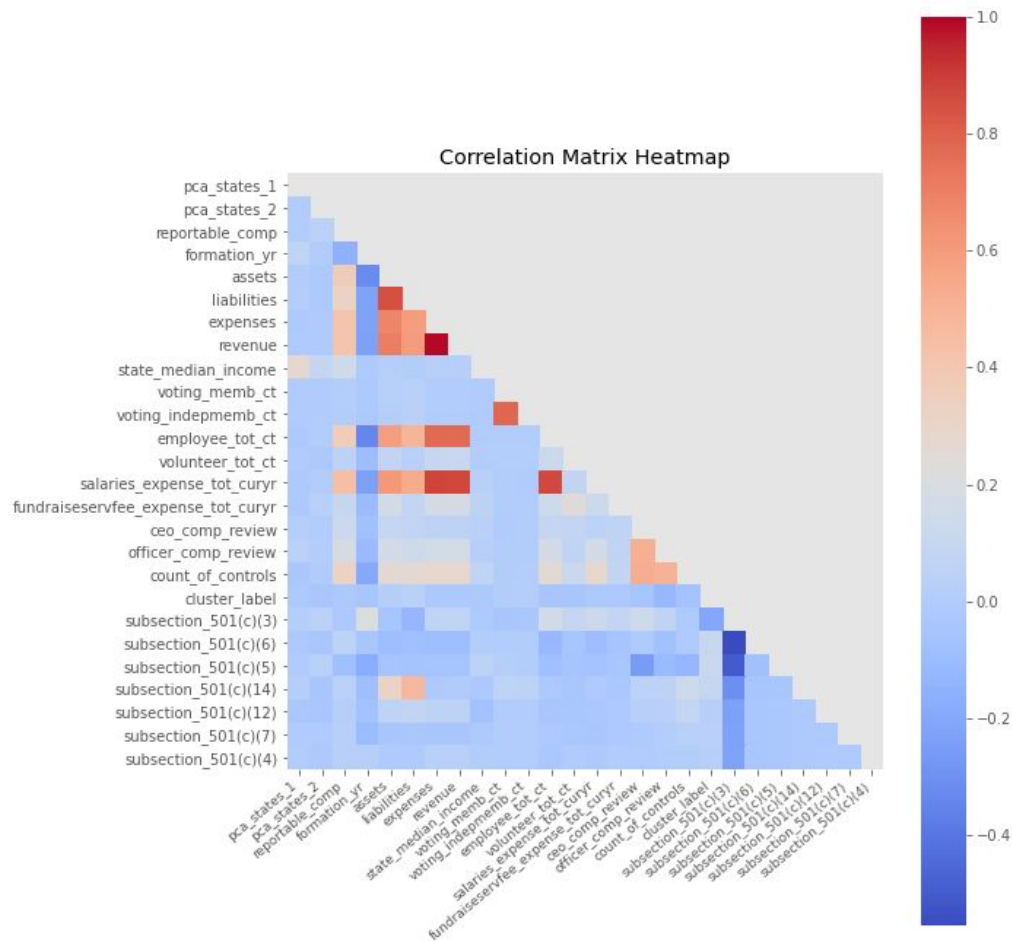 Correlation Matrix Heatmap
pca_states_1
pca_states_2
reportable_comp
formation_yr
assets
liabilities
expenses
revenue
state_median_income
voting_memb_ct
voting_indepmemb_ct
employee_tot_ct
volunteer_tot_ct
salaries_expense_tot_curyr
fundraiseservfee_expense_tot_curyr
ceo_comp_review
officer_comp_review
count_of_controls
cluster_label
subsection_501(c)(3)
subsection_501(c)(6)
subsection_501(c)(5)
subsection_501(c)(14)
subsection_501(c)(12)
subsection_501(c)(7)
subsection_501(c)(4)
pca_states_1
pca_states_2
reportable_comp
formation_yr
assets
liabilities
expenses
revenue
state_median_income
voting_memb_ct
voting_indepmemb_ct
employee_tot_ct
volunteer_tot_ct
salaries_expense_tot_curyr
fundraiseservfee_expense_tot_curyr
ceo_comp_review
officer_comp_review
count_of_controls
cluster_label
subsection_501(c)(3)
subsection_501(c)(6)
subsection_501(c)(5)
subsection_501(c)(14)
subsection_501(c)(12)
subsection_501(c)(7)
subsection_501(c)(4)
1.0
0.8
0.6
0.4
0.2
0.0
−0.2
−0.4